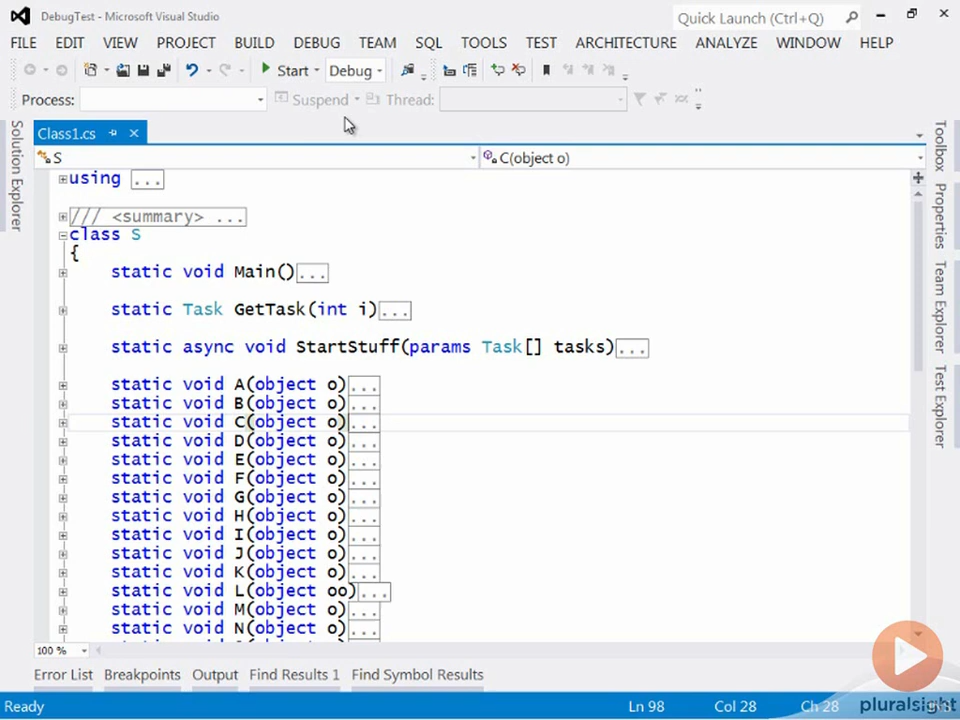 DebugTest - Microsoft Visual Studio
Quick Launch (Ctrl+Q)
FILE EDIT VIEW PROJECT BUILD DEBUG TEAM SQL TOOLS TEST ARCHITECTURE ANALYZE WINDOW HELP
Start Debug
Process: Suspend Thread:
Class1.cs
S C(object o)
using ...
/// <summary> ...
class S
{
static void Main()...
static Task GetTask(int i)...
static async void StartStuff(params Task[] tasks)...
static void A(object o)...
static void B(object o)...
static void C(object o)...
static void D(object o)...
static void E(object o)...
static void F(object o)...
static void G(object o)...
static void H(object o)...
static void I(object o)...
static void J(object o)...
static void K(object o)...
static void L(object oo)...
static void M(object o)...
static void N(object o)...
Solution Explorer
Toolbox
Properties
Team Explorer
Test Explorer
100 %
Error List Breakpoints Output Find Results 1 Find Symbol Results
Ready Ln 98 Col 28 Ch 28
pluralsight